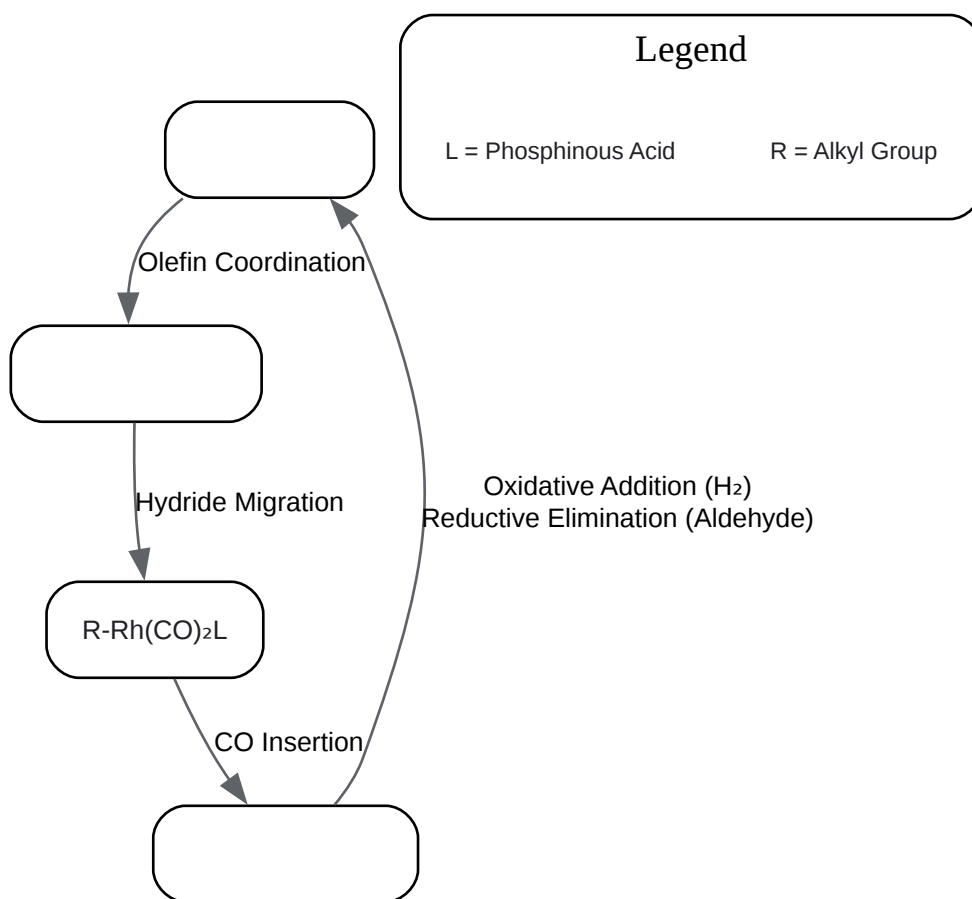 Legend
L = Phosphinous Acid
R = Alkyl Group
Olefin Coordination
Hydride Migration
Oxidative Addition (H₂)
Reductive Elimination (Aldehyde)
R-Rh(CO)₂L
CO Insertion